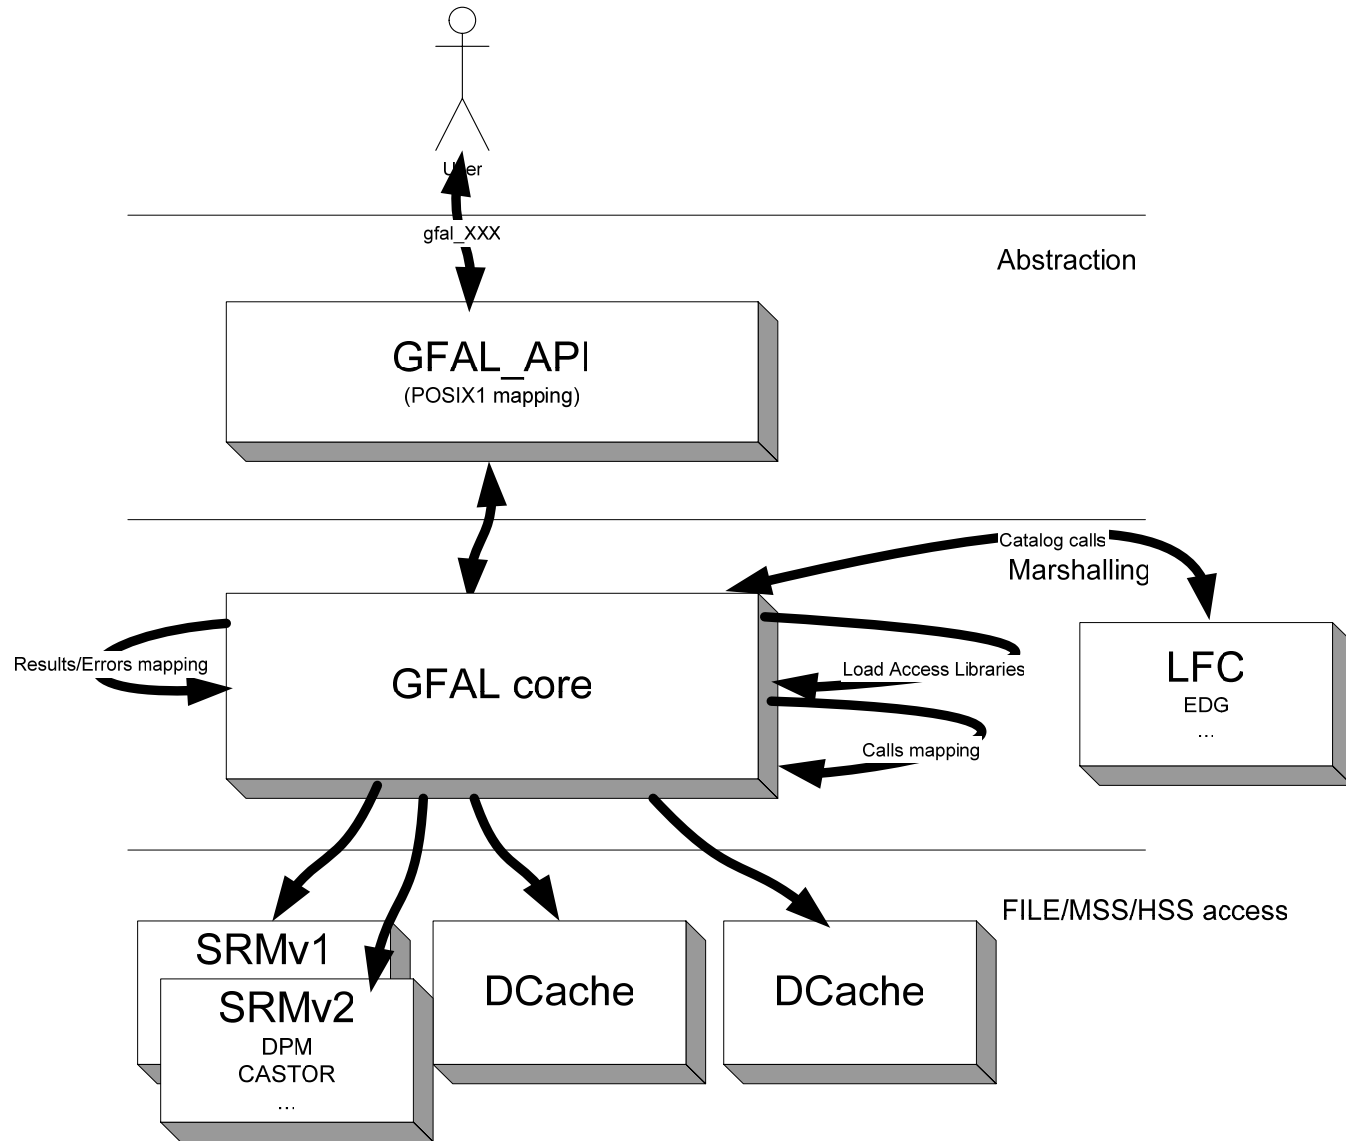 User
gfal_XXX
Abstraction
GFAL_API
(POSIX1 mapping)
Catalog calls
Marshalling
Results/Errors mapping
GFAL core
Load Access Libraries
LFC
EDG
...
Calls mapping
FILE/MSS/HSS access
SRMv1
SRMv2
DPM
CASTOR
...
DCache
DCache